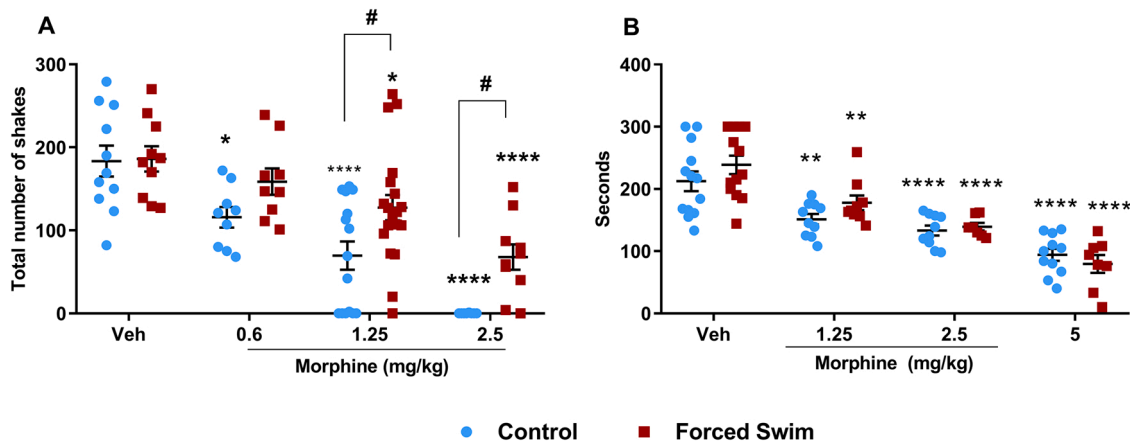 A
Total number of shakes
300
200
100
0
*
****
#
*
****
#
****
Veh
0.6
1.25
2.5
Morphine (mg/kg)
B
Seconds
400
300
200
100
0
**
**
****
****
****
****
Veh
1.25
2.5
5
Morphine (mg/kg)
Control
Forced Swim